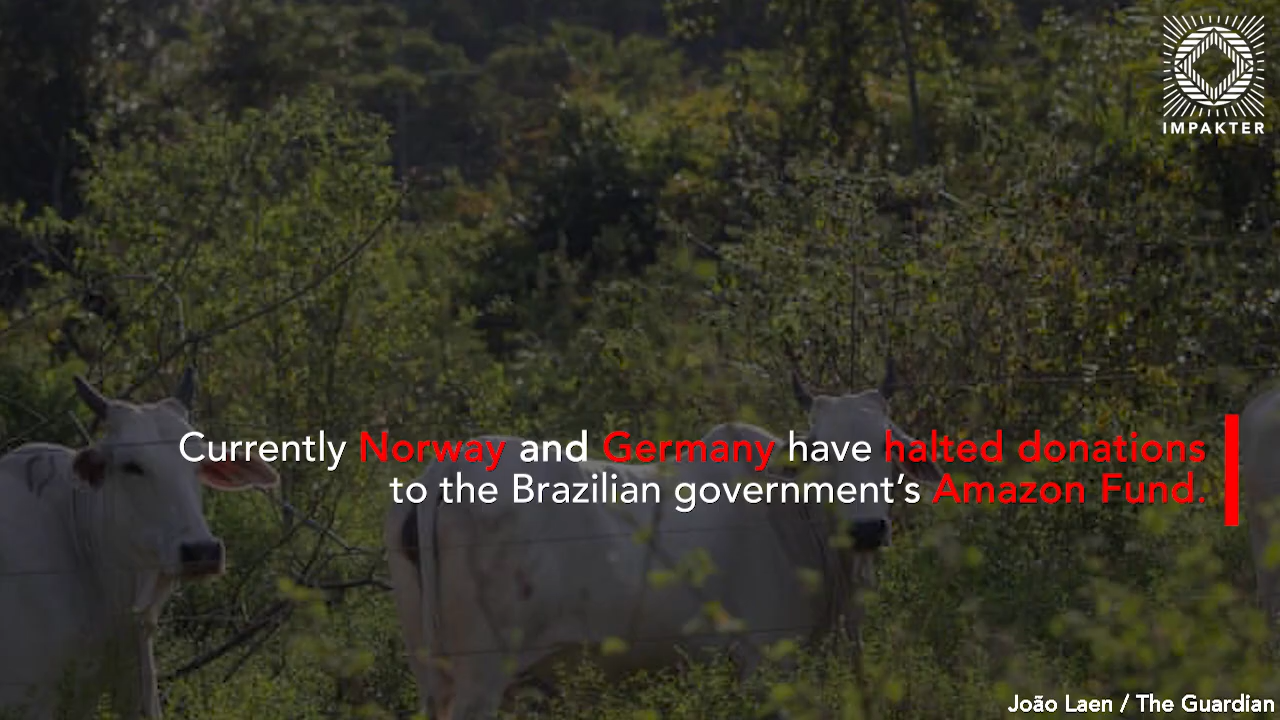 IMPAKTER
Currently Norway and Germany have halted donations
to the Brazilian government's Amazon Fund.
João Laen / The Guardian